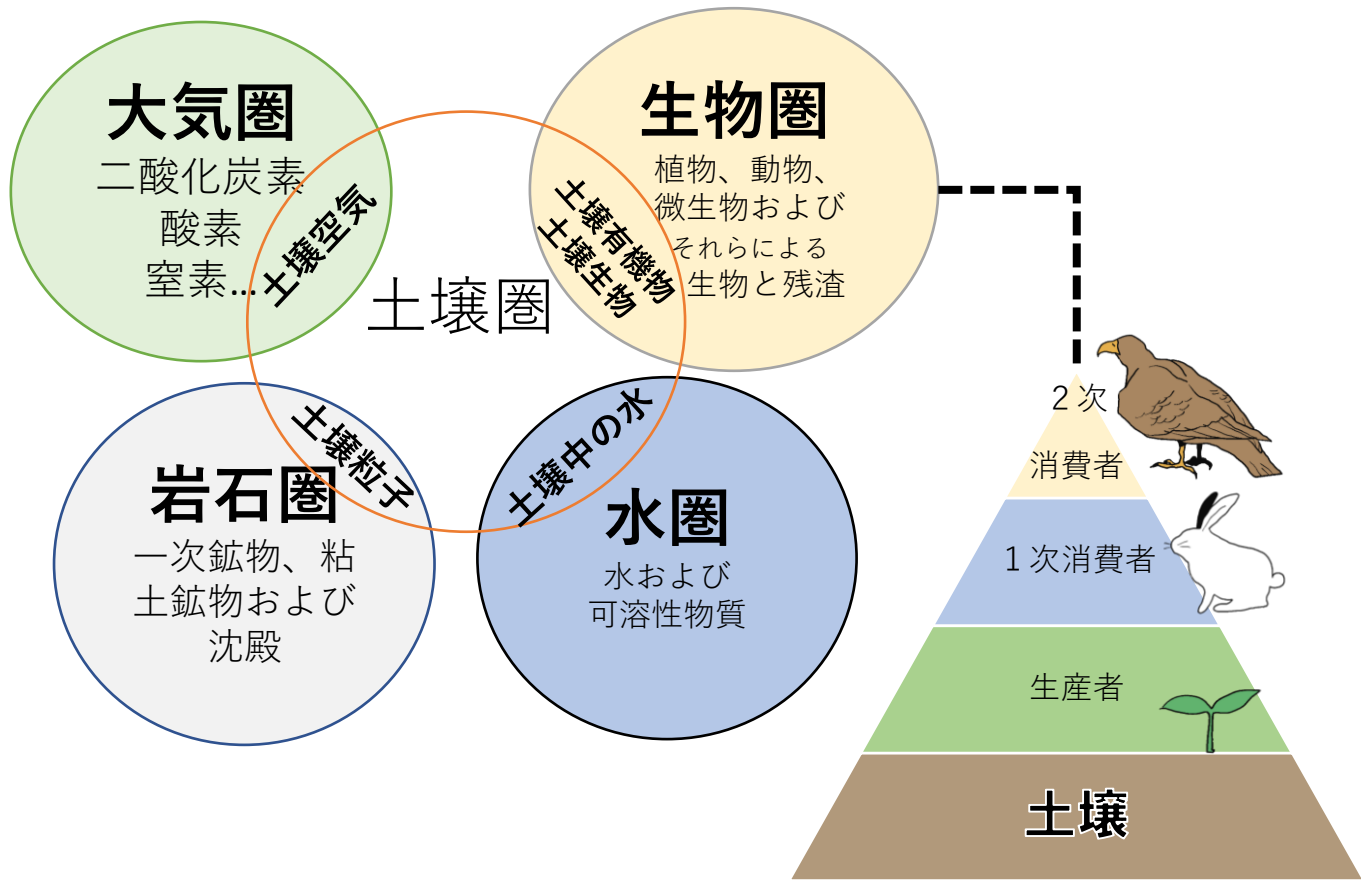 大気圏
二酸化炭素
酸素
窒素...
土壌空気
生物圏
植物、動物、
微生物および
それらによる
生物と残渣
土壌有機物
土壌生物
土壌圏
岩石圏
一次鉱物、粘
土鉱物および
沈殿
土壌粒子
水圏
水および
可溶性物質
土壌中の水
2次
消費者
1次消費者
生産者
土壌